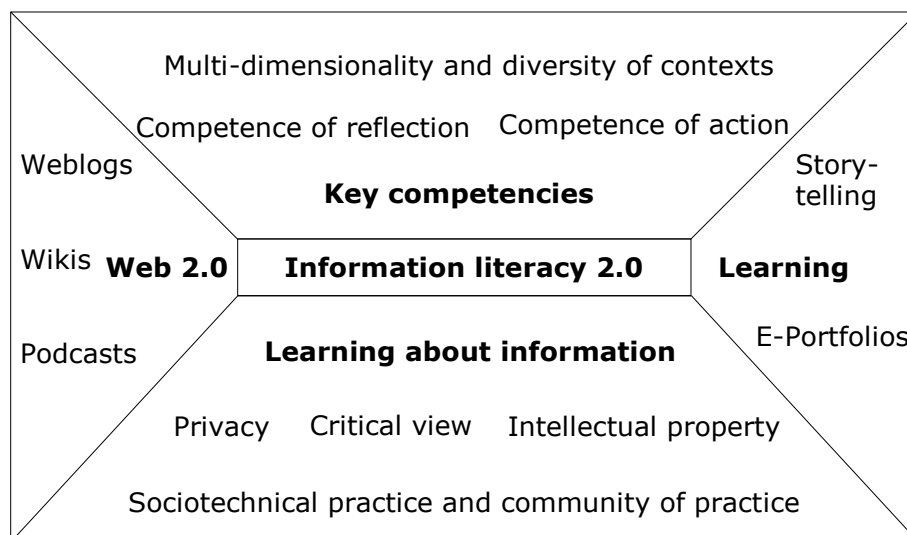 Multi-dimensionality and diversity of contexts
Competence of reflection
Competence of action
Key competencies
Weblogs
Wikis
Web 2.0
Podcasts
Information literacy 2.0
Story-
telling
Learning
E-Portfolios
Learning about information
Privacy
Critical view
Intellectual property
Sociotechnical practice and community of practice